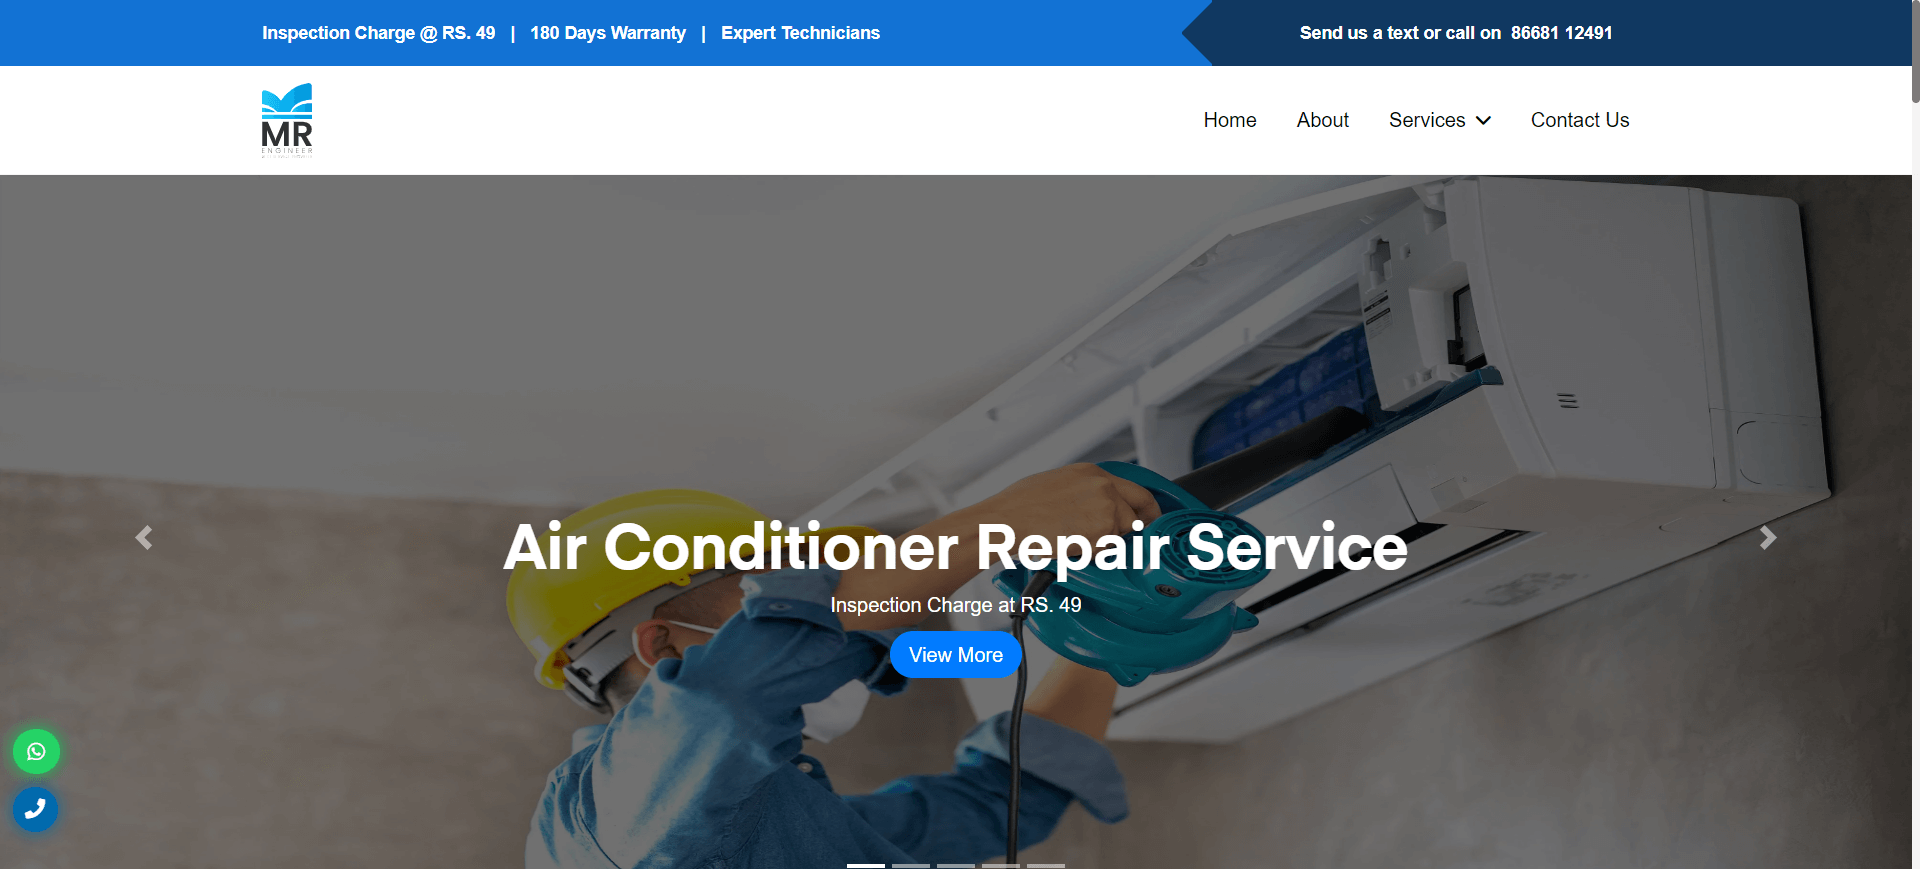 Inspection Charge @ RS. 49 | 180 Days Warranty | Expert Technicians
Send us a text or call on 86681 12491
MR
ENGINEER
Home
About
Services
Contact Us
Air Conditioner Repair Service
Inspection Charge at RS. 49
View More